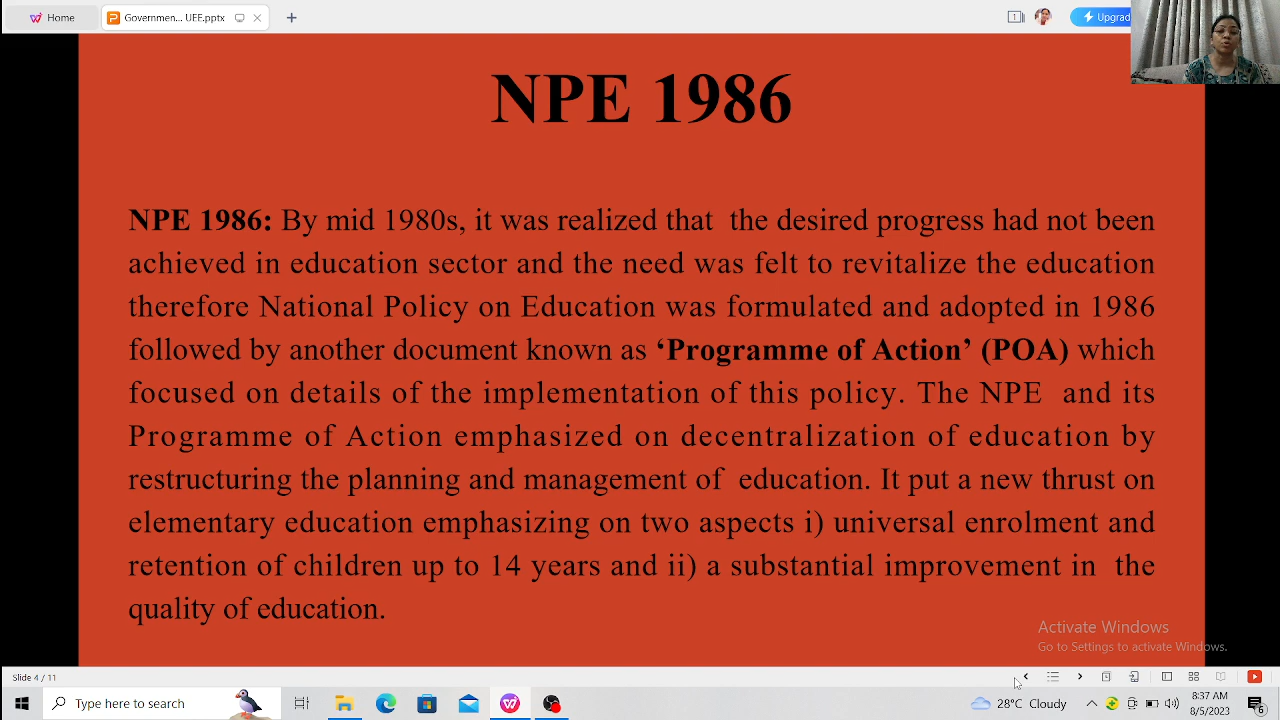 Home
Governmen... UEE.pptx
Upgrad
NPE 1986
NPE 1986: By mid 1980s, it was realized that the desired progress had not been
achieved in education sector and the need was felt to revitalize the education
therefore National Policy on Education was formulated and adopted in 1986
followed by another document known as ‘Programme of Action’ (POA) which
focused on details of the implementation of this policy. The NPE and its
Programme of Action emphasized on decentralization of education by
restructuring the planning and management of education. It put a new thrust on
elementary education emphasizing on two aspects i) universal enrolment and
retention of children up to 14 years and ii) a substantial improvement in the
quality of education.
Activate Windows
Go to Settings to activate Windows.
Slide 4 / 11
Type here to search
28°C Cloudy
8:37 AM
8/5/2023
6